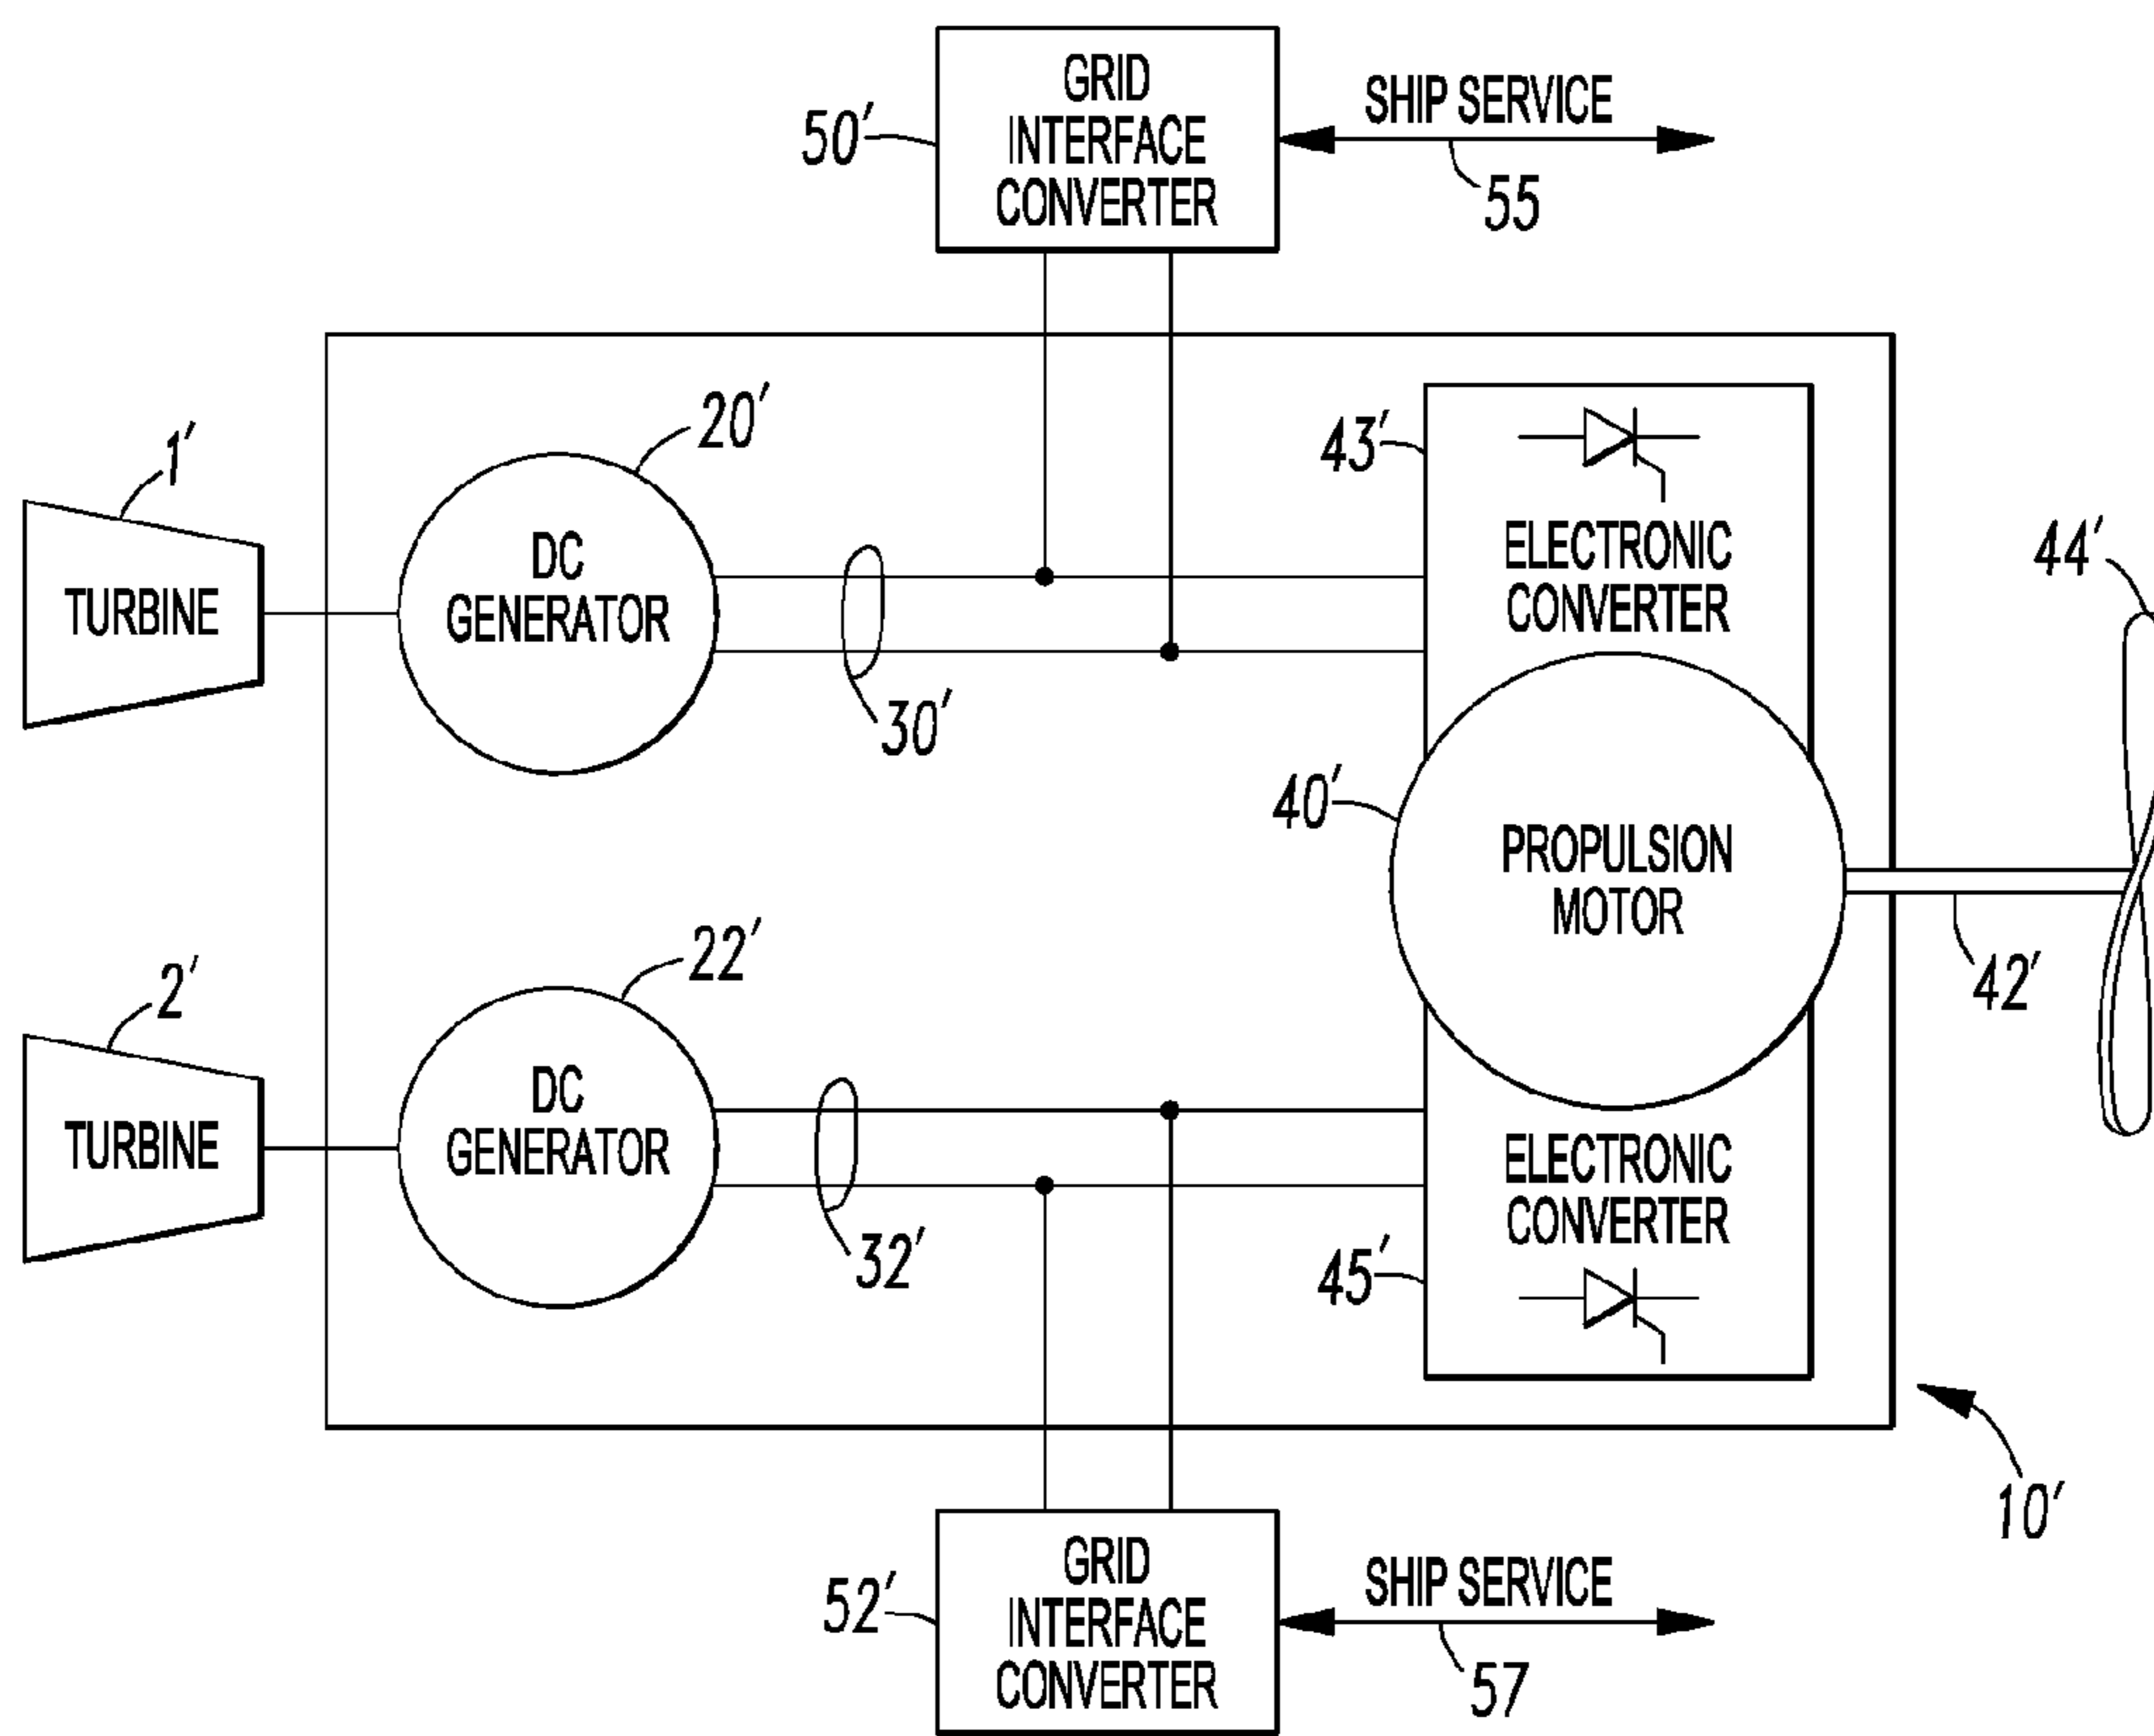 GRID
INTERFACE
CONVERTER
50′
SHIP SERVICE
55
1′
TURBINE
20′
DC
GENERATOR
30′
43′
ELECTRONIC
CONVERTER
44′
40′
PROPULSION
MOTOR
42′
2′
TURBINE
22′
DC
GENERATOR
32′
ELECTRONIC
CONVERTER
45′
10′
GRID
INTERFACE
CONVERTER
52′
SHIP SERVICE
57